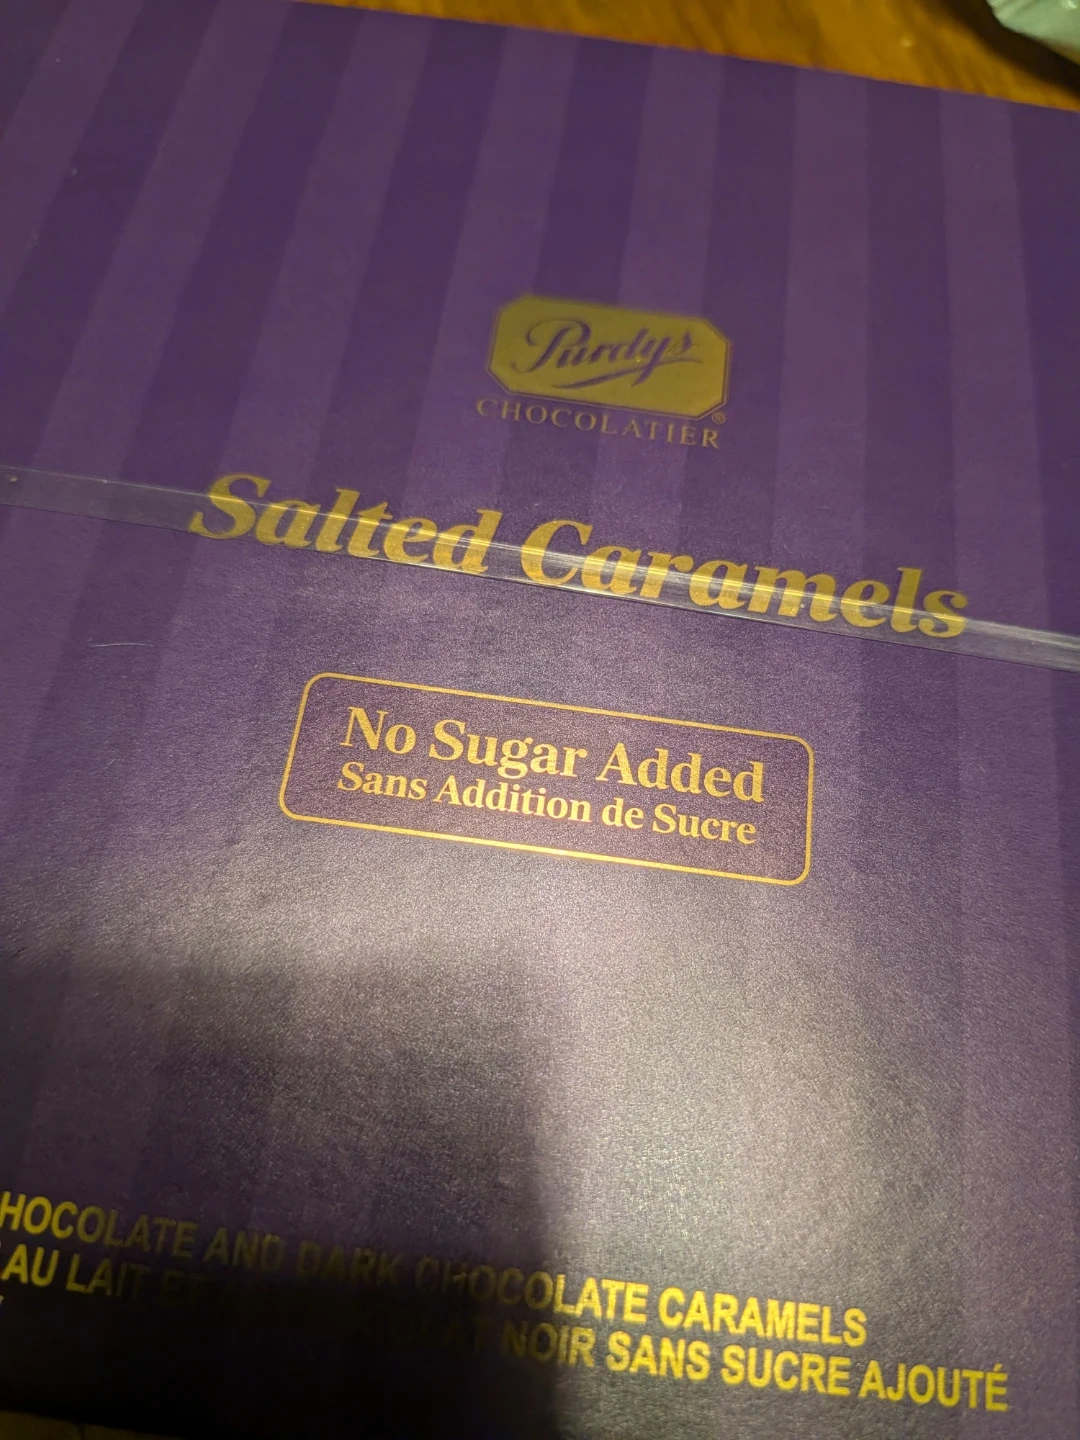 Purdys
CHOCOLATIER
Salted Caramels
No Sugar Added
Sans Addition de Sucre
HOCOLATE AND DARK CHOCOLATE CARAMELS
AU LAIT ET NOIR SANS SUCRE AJOUTÉ